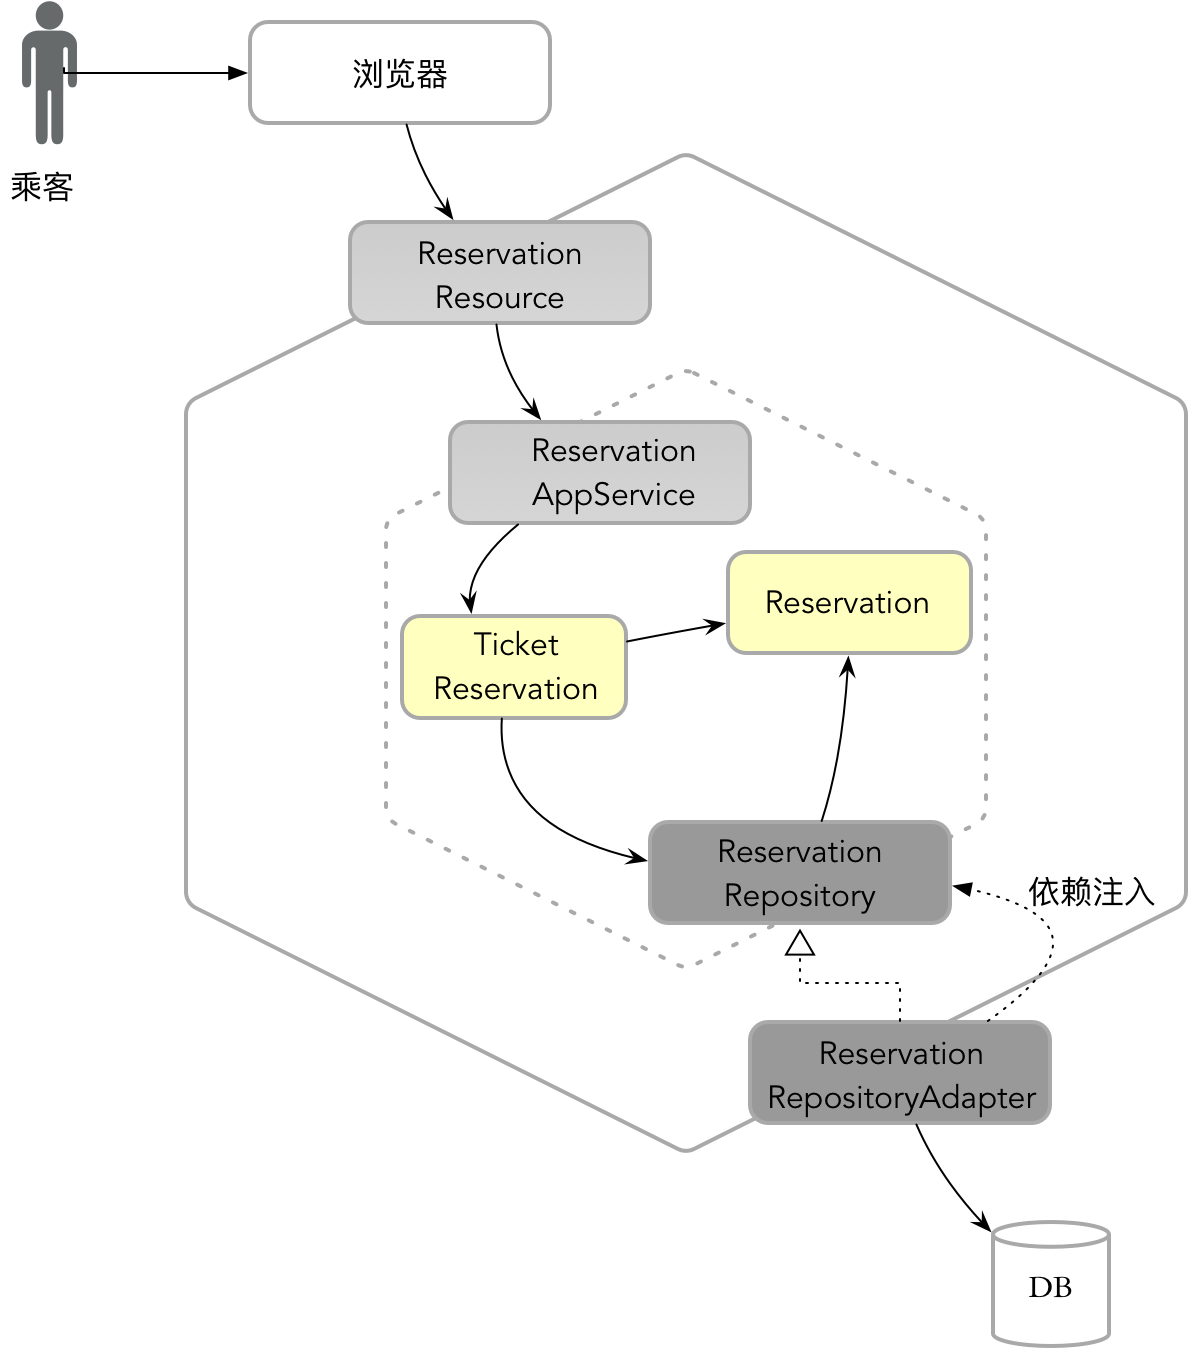 浏览器
乘客
Reservation
Resource
Reservation
AppService
Reservation
Ticket
Reservation
Reservation
Repository
依赖注入
Reservation
RepositoryAdapter
DB